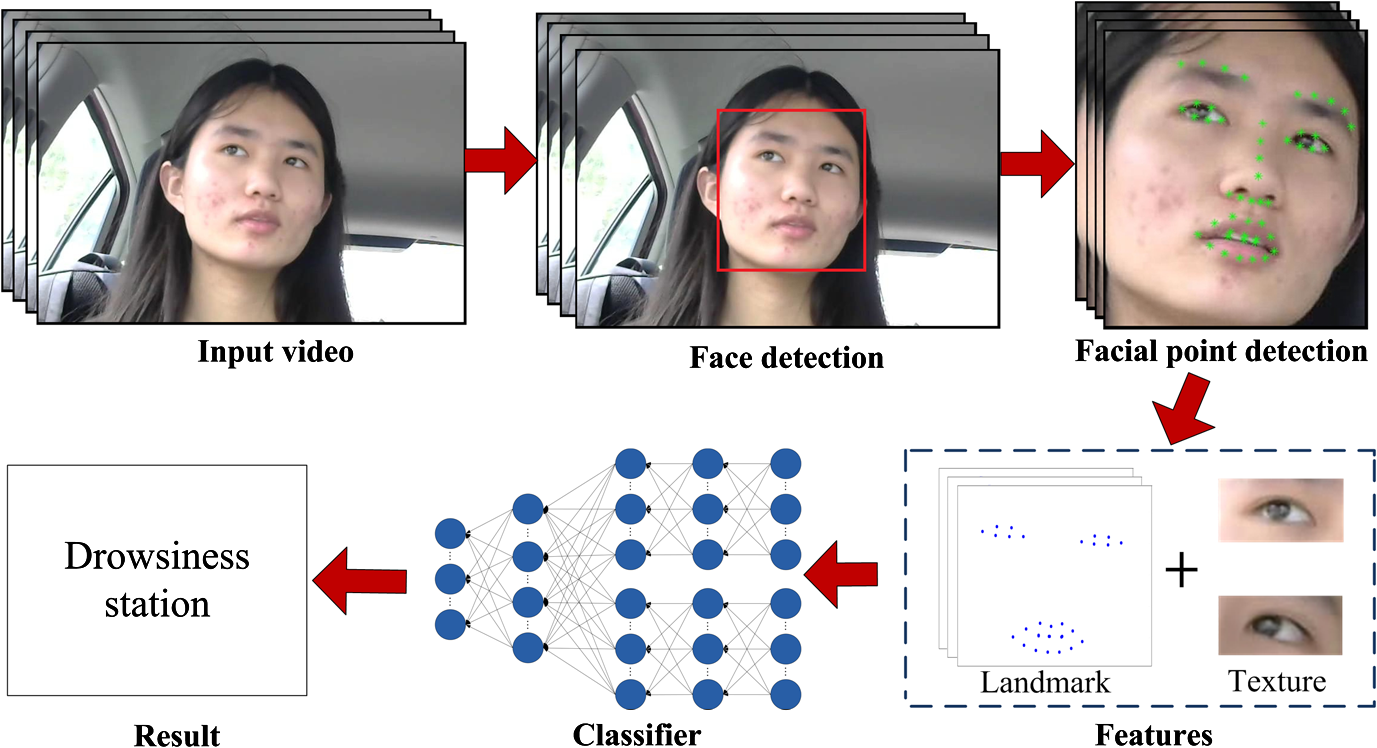 Input video
Face detection
Facial point detection
Drowsiness
station
+
Landmark
Texture
Result
Classifier
Features